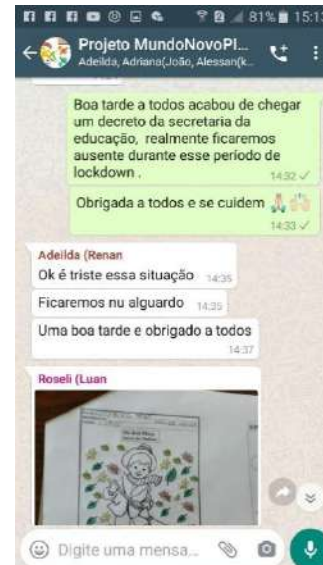 81% 15:1
Projeto MundoNovoPl...
Adeilda, Adriana(João, Alessan(k...
Boa tarde a todos acabou de chegar
um decreto da secretaria da
educação, realmente ficaremos
ausente durante esse período de
lockdown .
14:32
Obrigada a todos e se cuidem
14:33
Adeilda (Renan
Ok é triste essa situação 14:35
Ficaremos nu alguardo 14:35
Uma boa tarde e obrigado a todos
14:37
Roseli (Luan
Digite uma mensa...